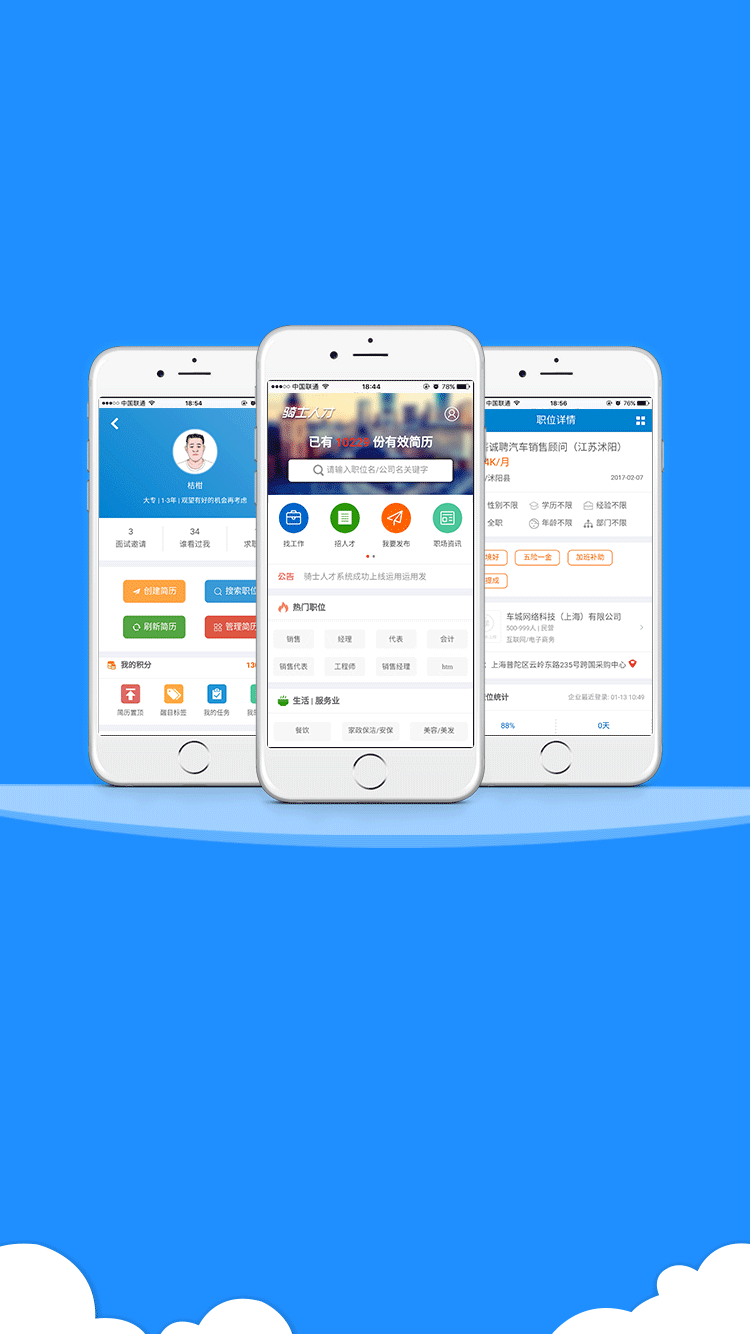 中国联通
18:54
桔柑
大专 | 1-3年 | 观望有好的机会再考虑
3
面试邀请
34
谁看过我
求职
创建简历
搜索职位
刷新简历
管理简历
我的积分
简历置顶
醒目标签
我的任务
中国联通
18:44
78%
骑士人才
已有 10229 份有效简历
请输入职位名/公司名关键字
找工作
招人才
我要发布
职场资讯
公告
骑士人才系统成功上线运用运用发
热门职位
销售
经理
代表
会计
销售代表
工程师
销售经理
htm
生活 | 服务业
餐饮
家政保洁/安保
美容/美发
中国联通
18:56
76%
职位详情
诚聘汽车销售顾问（江苏沭阳）
4K/月
/沭阳县
2017-02-07
性别不限
学历不限
经验不限
全职
年龄不限
部门不限
境好
五险一金
加班补助
提成
车城网络科技（上海）有限公司
500-999人 | 民营
互联网/电子商务
：上海普陀区云岭东路235号跨国采购中心
位统计
企业最近登录: 01-13 10:49
88%
0天